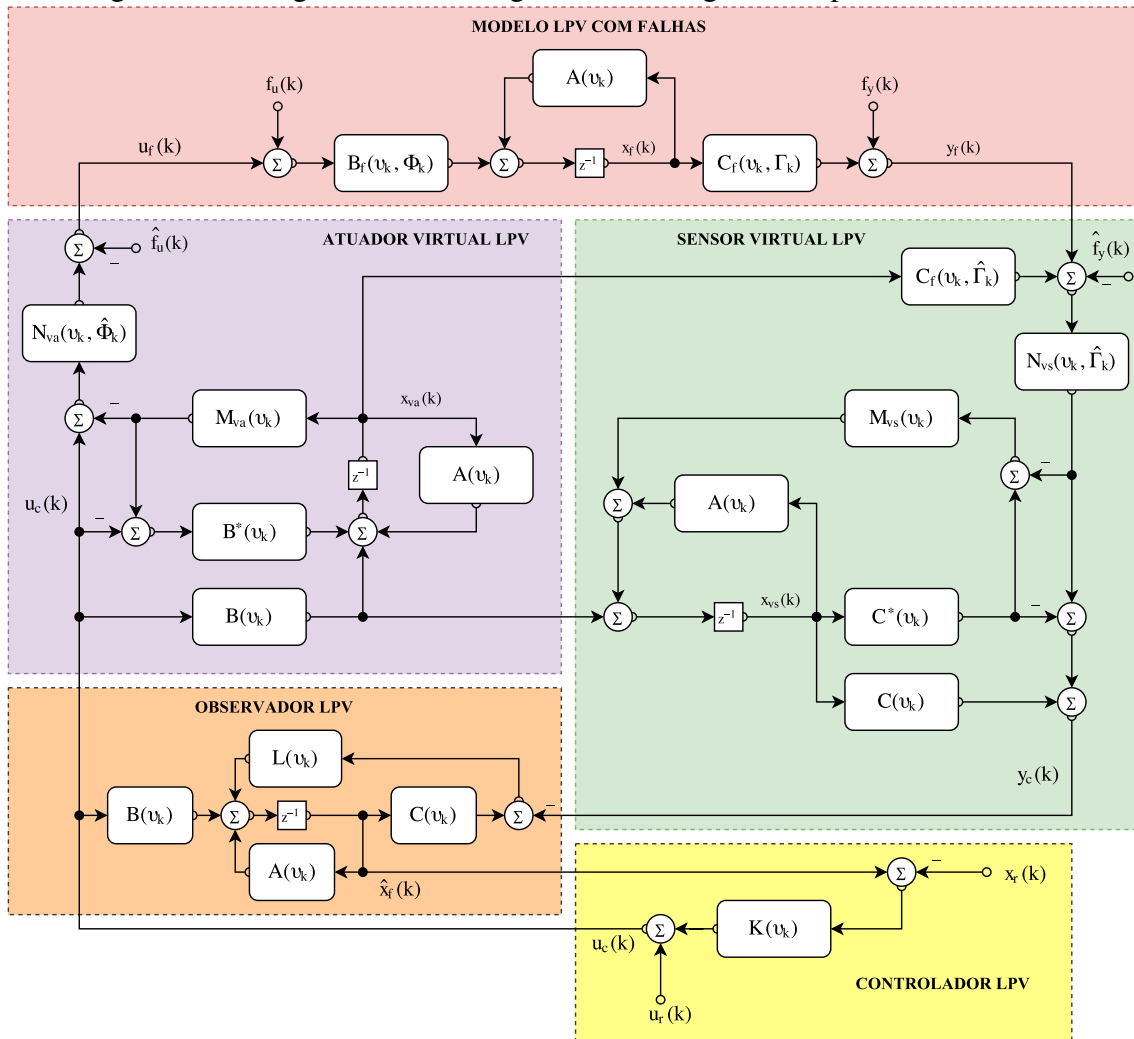 MODELO LPV COM FALHAS
f_u(k)
A(υ_k)
f_y(k)
u_f(k)
Σ
B_f(υ_k, Φ_k)
Σ
z⁻¹
x_f(k)
C_f(υ_k, Γ_k)
Σ
y_f(k)
ATUADOR VIRTUAL LPV
SENSOR VIRTUAL LPV
Σ
–
f̂_u(k)
C_f(υ_k, Γ̂_k)
Σ
–
f̂_y(k)
N_va(υ_k, Φ̂_k)
N_vs(υ_k, Γ̂_k)
Σ
–
M_va(υ_k)
x_va(k)
M_vs(υ_k)
z⁻¹
A(υ_k)
Σ
–
u_c(k)
–
Σ
B*(υ_k)
Σ
Σ
A(υ_k)
B(υ_k)
Σ
z⁻¹
x_vs(k)
C*(υ_k)
–
Σ
C(υ_k)
Σ
OBSERVADOR LPV
L(υ_k)
y_c(k)
B(υ_k)
Σ
z⁻¹
C(υ_k)
Σ
–
A(υ_k)
x̂_f(k)
Σ
–
x_r(k)
u_c(k)
Σ
–
K(υ_k)
u_r(k)
CONTROLADOR LPV